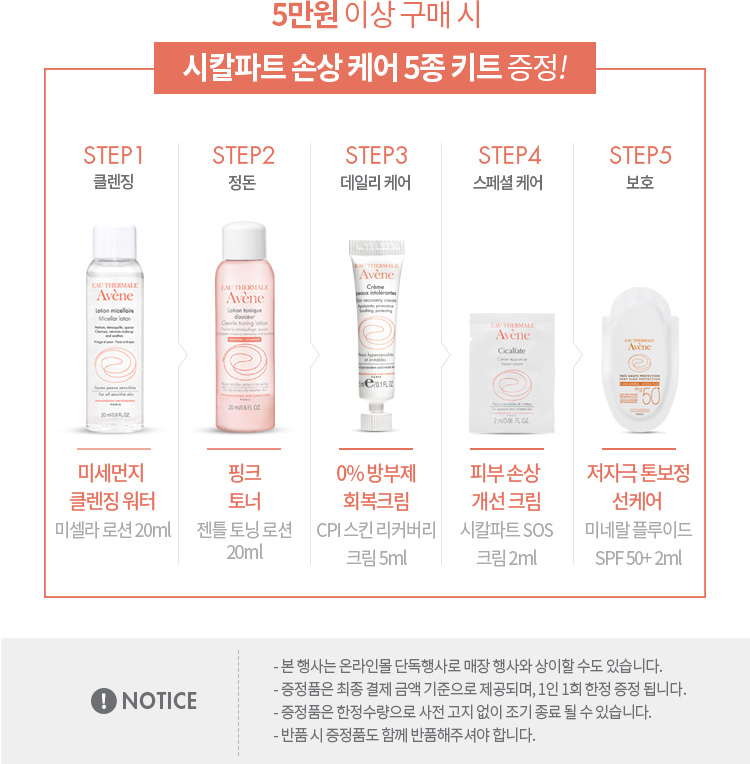 5만원 이상 구매 시
시칼파트 손상 케어 5종 키트 증정!
STEP1
클렌징
STEP2
정돈
STEP3
데일리 케어
STEP4
스페셜 케어
STEP5
보호
EAU THERMALE
Avène
Lotion micellaire
Micellar lotion
20 ml/0.6 FL.OZ.
EAU THERMALE
Avène
Lotion tonique
douceur
Gentle toning lotion
20 ml/0.6 FL.OZ.
EAU THERMALE
Avène
Crème
peaux intolérantes
Skin recovery cream
EAU THERMALE
Avène
Cicalfate
EAU THERMALE
Avène
50+
미세먼지
클렌징 워터
미셀라 로션 20ml
핑크
토너
젠틀 토닝 로션
20ml
0% 방부제
회복크림
CPI 스킨 리커버리
크림 5ml
피부 손상
개선 크림
시칼파트 SOS
크림 2ml
저자극 톤보정
선케어
미네랄 플루이드
SPF 50+ 2ml
! NOTICE
- 본 행사는 온라인몰 단독행사로 매장 행사와 상이할 수도 있습니다.
- 증정품은 최종 결제 금액 기준으로 제공되며, 1인 1회 한정 증정 됩니다.
- 증정품은 한정수량으로 사전 고지 없이 조기 종료 될 수 있습니다.
- 반품 시 증정품도 함께 반품해주셔야 합니다.